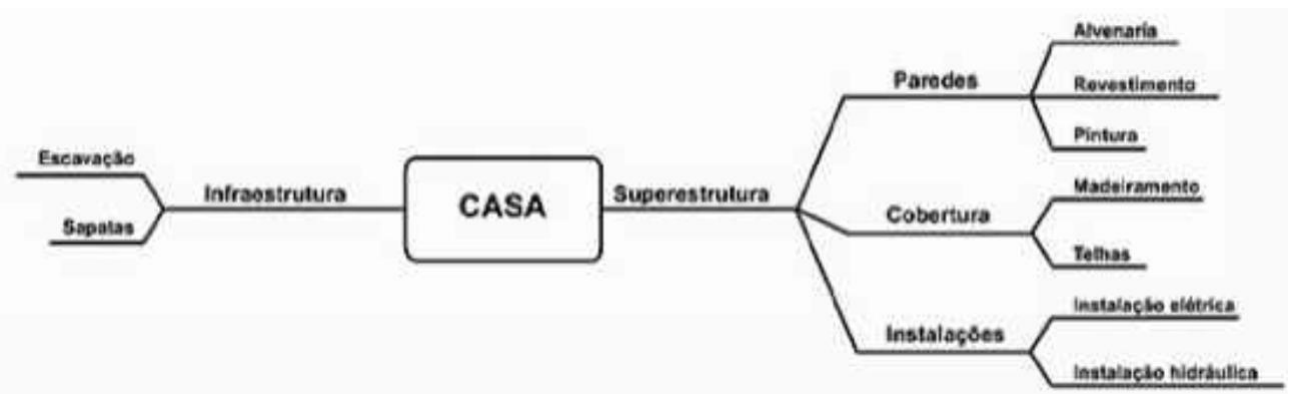 Escavação
Sapatas
Infraestrutura
CASA
Superestrutura
Paredes
Alvenaria
Revestimento
Pintura
Cobertura
Madeiramento
Telhas
Instalações
Instalação elétrica
Instalação hidráulica